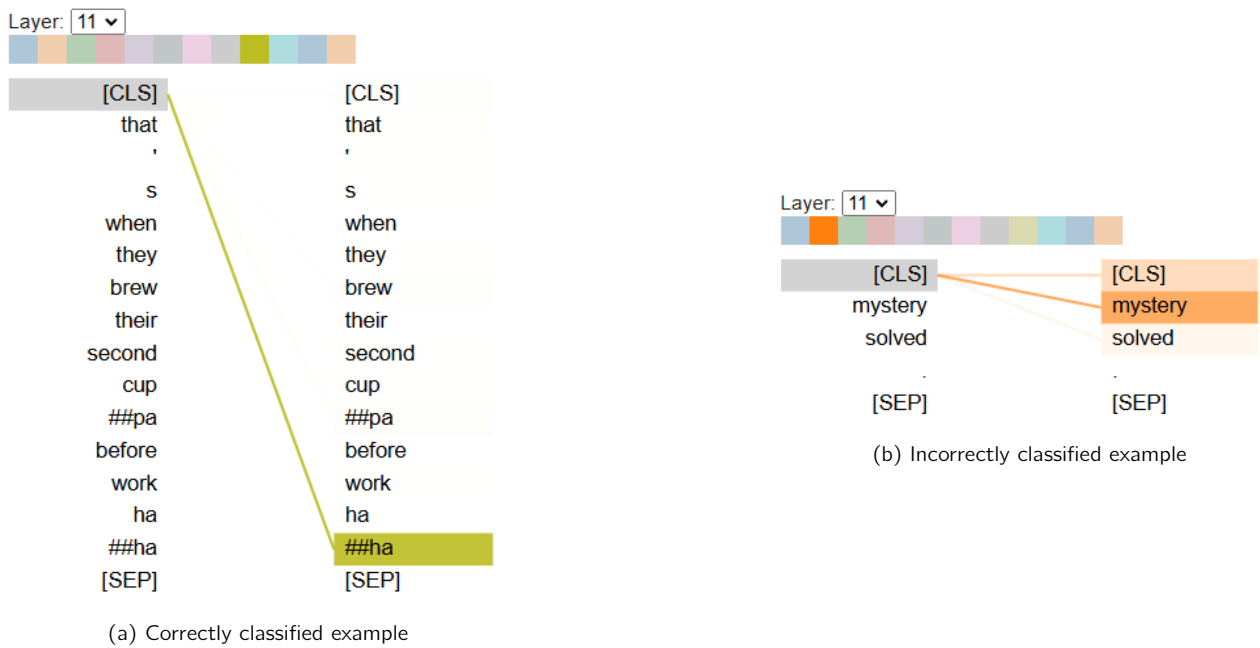 Layer: 11
[CLS] [CLS]
that that
' '
s s
when when
they they
brew brew
their their
second second
cup cup
##pa ##pa
before before
work work
ha ha
##ha ##ha
[SEP] [SEP]
(a) Correctly classified example
Layer: 11
[CLS] [CLS]
mystery mystery
solved solved
. .
[SEP] [SEP]
(b) Incorrectly classified example